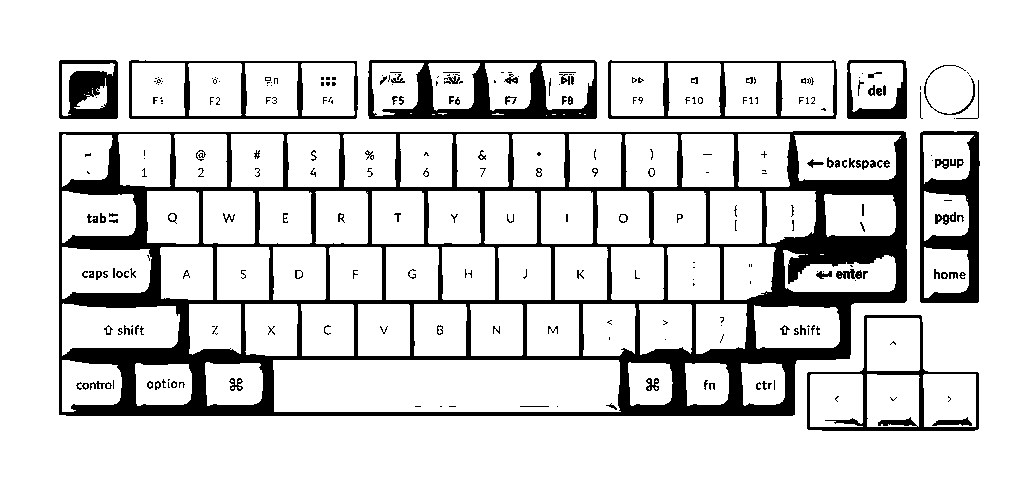 F1 F2 F3 F4 F5 F6 F7 F8 F9 F10 F11 F12 del
~ ! @ # $ % ^ & * ( ) — + ← backspace pgup
` 1 2 3 4 5 6 7 8 9 0 - =
tab Q W E R T Y U I O P { } | pgdn
[ ] \
caps lock A S D F G H J K L : " ↵ enter home
; '
⇧ shift Z X C V B N M < > ? ⇧ shift ^
, . /
control option ⌘ ⌘ fn ctrl < v >